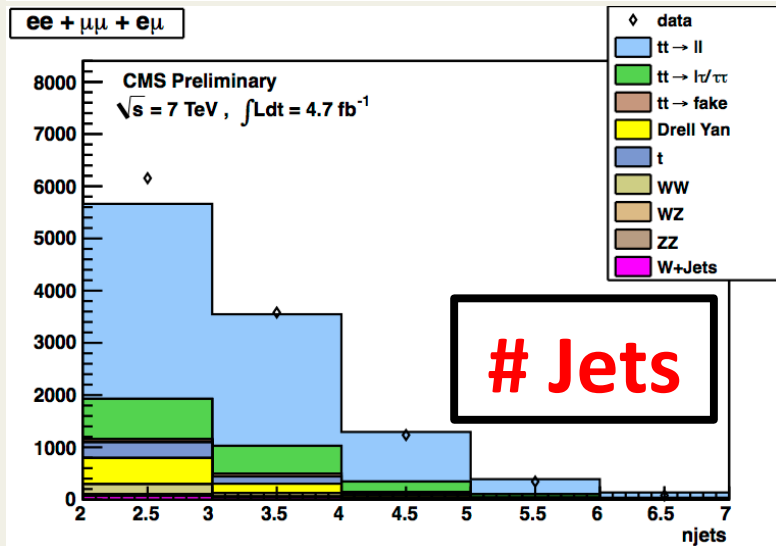 ee + μμ + eμ
data
tt → ll
tt → lτ/ττ
tt → fake
Drell Yan
t
WW
WZ
ZZ
W+Jets
CMS Preliminary
√s = 7 TeV , ∫Ldt = 4.7 fb⁻¹
# Jets
8000
7000
6000
5000
4000
3000
2000
1000
0
2 2.5 3 3.5 4 4.5 5 5.5 6 6.5 7
njets